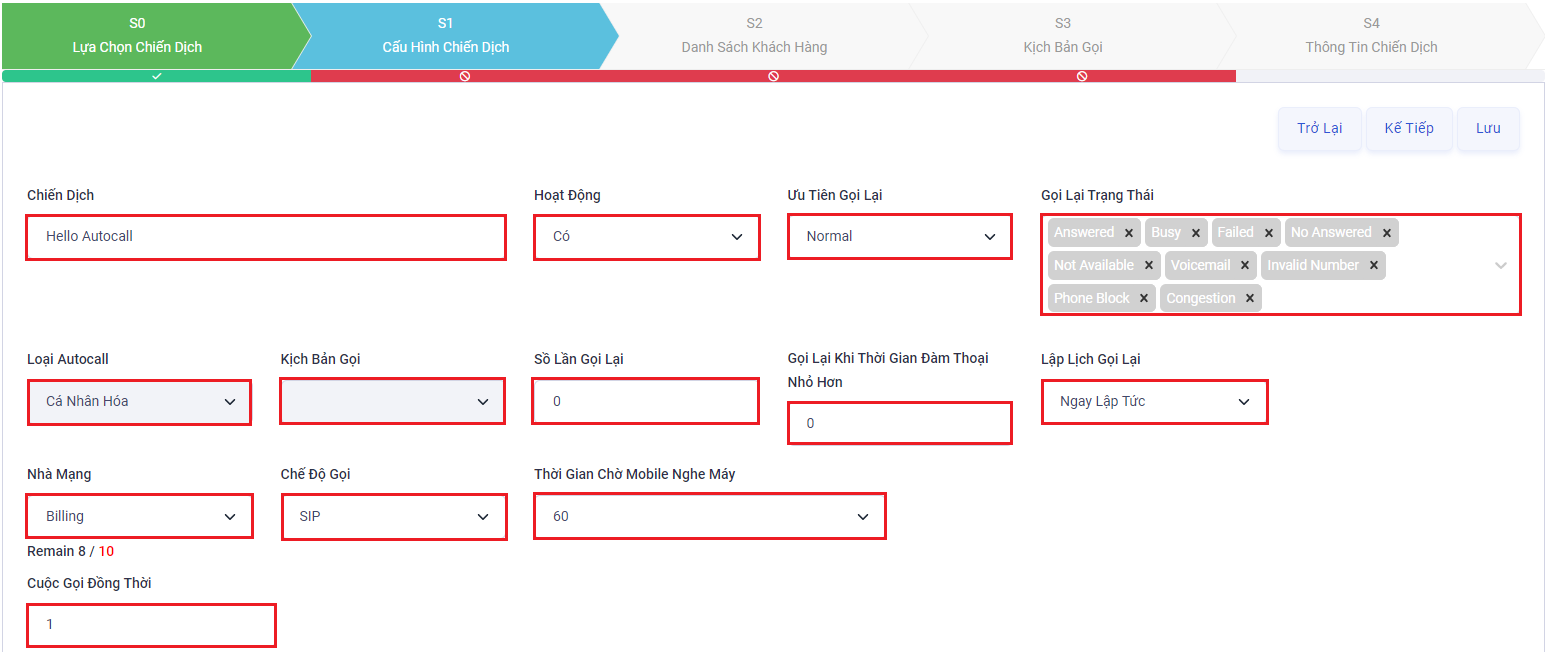 S0
Lựa Chọn Chiến Dịch
S1
Cấu Hình Chiến Dịch
S2
Danh Sách Khách Hàng
S3
Kịch Bản Gọi
S4
Thông Tin Chiến Dịch
Trở Lại
Kế Tiếp
Lưu
Chiến Dịch
Hoạt Động
Ưu Tiên Gọi Lại
Gọi Lại Trạng Thái
Hello Autocall
Có
Normal
Answered
Busy
Failed
No Answered
Not Available
Voicemail
Invalid Number
Phone Block
Congestion
Loại Autocall
Kịch Bản Gọi
Số Lần Gọi Lại
Gọi Lại Khi Thời Gian Đàm Thoại
Nhỏ Hơn
Lập Lịch Gọi Lại
Cá Nhân Hóa
0
0
Ngay Lập Tức
Nhà Mạng
Chế Độ Gọi
Thời Gian Chờ Mobile Nghe Máy
Billing
SIP
60
Remain 8 / 10
Cuộc Gọi Đồng Thời
1